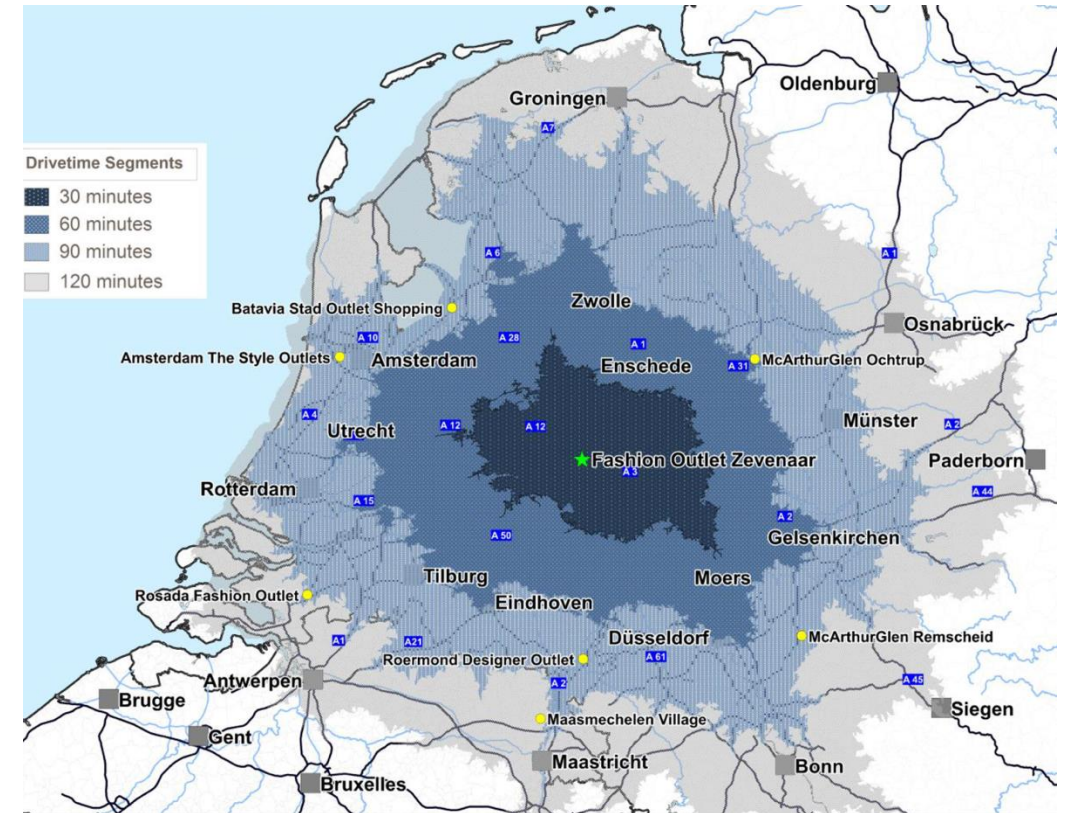 Oldenburg
Groningen
A7
Drivetime Segments
30 minutes
60 minutes
90 minutes
120 minutes
A 6
A 1
Zwolle
Batavia Stad Outlet Shopping
Osnabrück
A 10
A 28
A 1
Amsterdam The Style Outlets
Amsterdam
Enschede
A 31
McArthurGlen Ochtrup
A 4
Utrecht
A 12
A 12
Münster
A 2
Fashion Outlet Zevenaar
A 3
Paderborn
Rotterdam
A 15
A 44
A 2
A 50
Gelsenkirchen
Tilburg
Moers
Rosada Fashion Outlet
Eindhoven
A1
A21
Düsseldorf
McArthurGlen Remscheid
Roermond Designer Outlet
A 61
Antwerpen
A 2
A 45
Brugge
Maasmechelen Village
Siegen
Gent
Maastricht
Bonn
Bruxelles